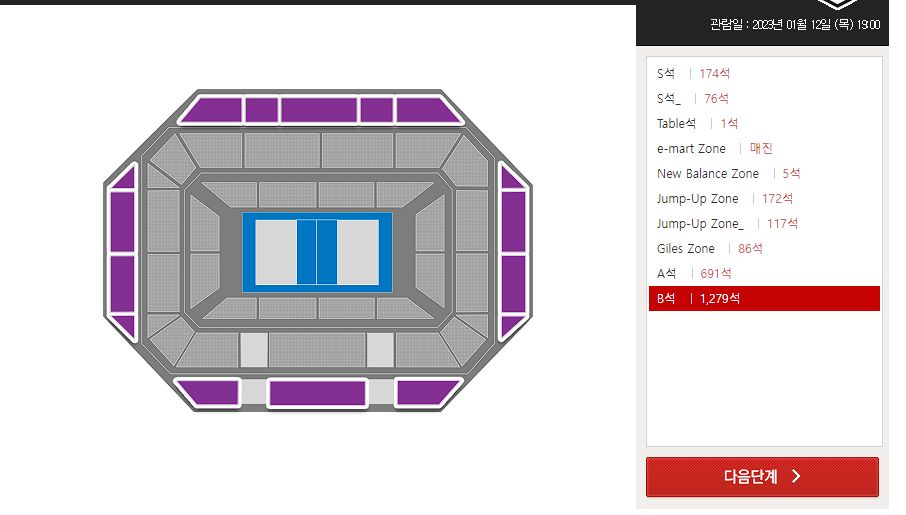 관람일 : 2023년 01월 12일 (목) 19:00
S석 | 174석
S석_ | 76석
Table석 | 1석
e-mart Zone | 매진
New Balance Zone | 5석
Jump-Up Zone | 172석
Jump-Up Zone_ | 117석
Giles Zone | 86석
A석 | 691석
B석 | 1,279석
다음단계 >